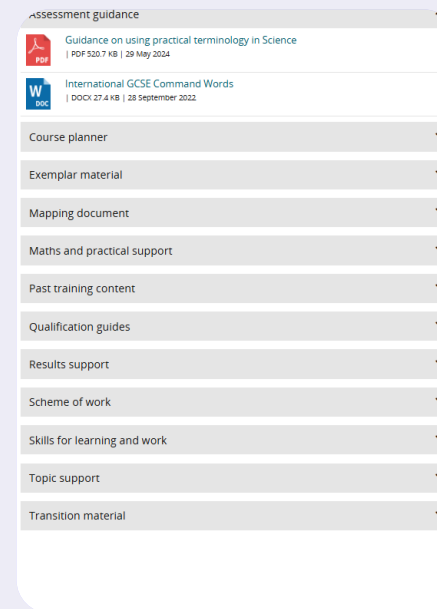 Assessment guidance
PDF
Guidance on using practical terminology in Science
| PDF 520.7 KB | 29 May 2024
W
DOC
International GCSE Command Words
| DOCX 27.4 KB | 28 September 2022
Course planner
Exemplar material
Mapping document
Maths and practical support
Past training content
Qualification guides
Results support
Scheme of work
Skills for learning and work
Topic support
Transition material